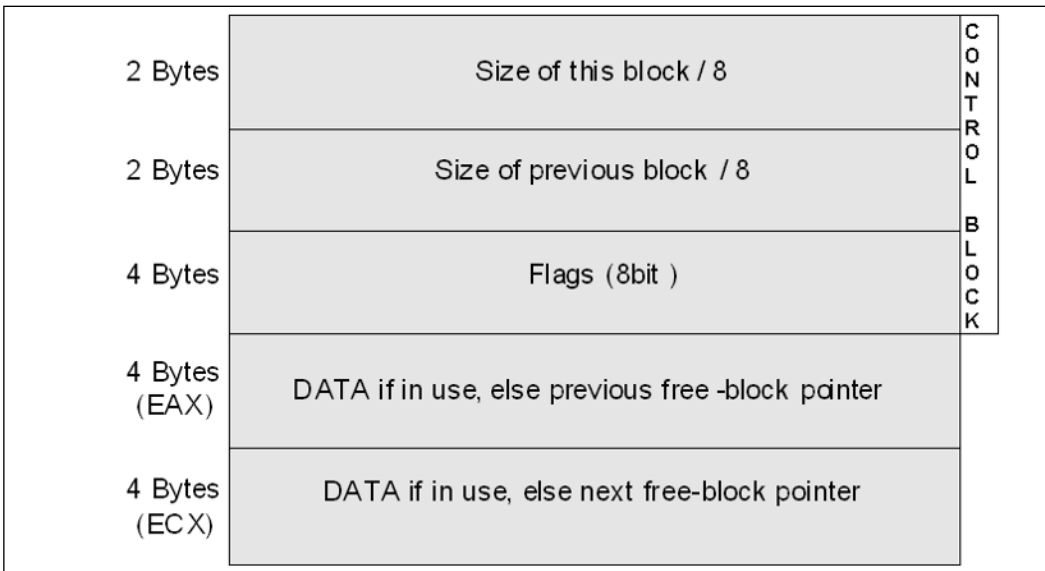 2 Bytes
Size of this block / 8
2 Bytes
Size of previous block / 8
4 Bytes
Flags (8bit )
4 Bytes
(EAX)
DATA if in use, else previous free -block pointer
4 Bytes
(ECX)
DATA if in use, else next free-block pointer
CONTROL BLOCK